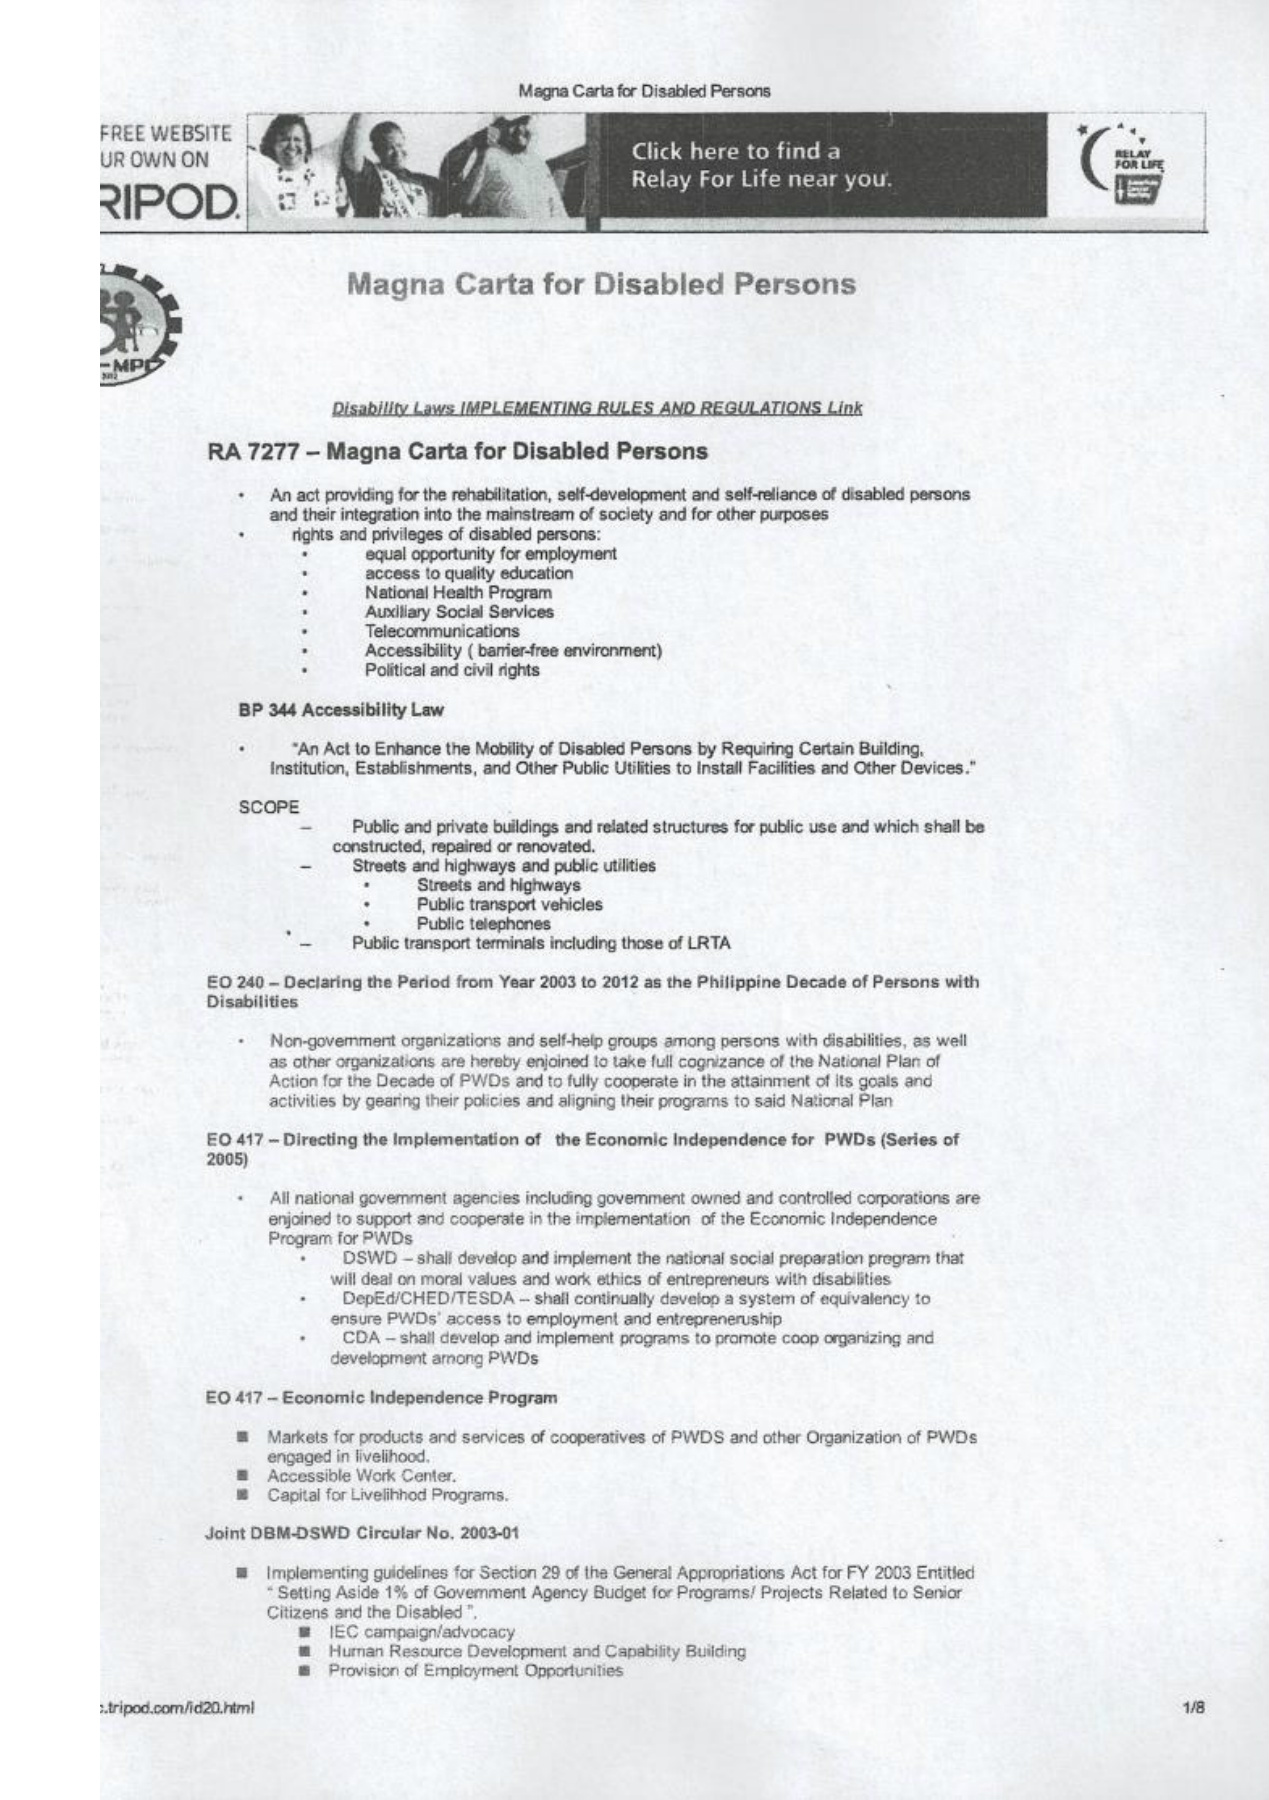 Magna Carta for Disabled Persons
FREE WEBSITE
UR OWN ON
RIPOD.
Click here to find a
Relay For Life near you.
RELAY
FOR LIFE
Magna Carta for Disabled Persons
-MPC
Disability Laws IMPLEMENTING RULES AND REGULATIONS Link
RA 7277 – Magna Carta for Disabled Persons
• An act providing for the rehabilitation, self-development and self-reliance of disabled persons
and their integration into the mainstream of society and for other purposes
• rights and privileges of disabled persons:
• equal opportunity for employment
• access to quality education
• National Health Program
• Auxiliary Social Services
• Telecommunications
• Accessibility ( barrier-free environment)
• Political and civil rights
BP 344 Accessibility Law
• "An Act to Enhance the Mobility of Disabled Persons by Requiring Certain Building,
Institution, Establishments, and Other Public Utilities to Install Facilities and Other Devices."
SCOPE
– Public and private buildings and related structures for public use and which shall be
constructed, repaired or renovated.
– Streets and highways and public utilities
• Streets and highways
• Public transport vehicles
• Public telephones
– Public transport terminals including those of LRTA
EO 240 – Declaring the Period from Year 2003 to 2012 as the Philippine Decade of Persons with
Disabilities
• Non-government organizations and self-help groups among persons with disabilities, as well
as other organizations are hereby enjoined to take full cognizance of the National Plan of
Action for the Decade of PWDs and to fully cooperate in the attainment of its goals and
activities by gearing their policies and aligning their programs to said National Plan
EO 417 – Directing the Implementation of the Economic Independence for PWDs (Series of
2005)
• All national government agencies including government owned and controlled corporations are
enjoined to support and cooperate in the implementation of the Economic Independence
Program for PWDs
• DSWD – shall develop and implement the national social preparation program that
will deal on moral values and work ethics of entrepreneurs with disabilities
• DepEd/CHED/TESDA – shall continually develop a system of equivalency to
ensure PWDs' access to employment and entrepreneruship
• CDA – shall develop and implement programs to promote coop organizing and
development among PWDs
EO 417 – Economic Independence Program
■ Markets for products and services of cooperatives of PWDS and other Organization of PWDs
engaged in livelihood.
■ Accessible Work Center.
■ Capital for Livelihhod Programs.
Joint DBM-DSWD Circular No. 2003-01
■ Implementing guidelines for Section 29 of the General Appropriations Act for FY 2003 Entitled
" Setting Aside 1% of Government Agency Budget for Programs/ Projects Related to Senior
Citizens and the Disabled ".
■ IEC campaign/advocacy
■ Human Resource Development and Capability Building
■ Provision of Employment Opportunities
c.tripod.com/id20.html
1/8